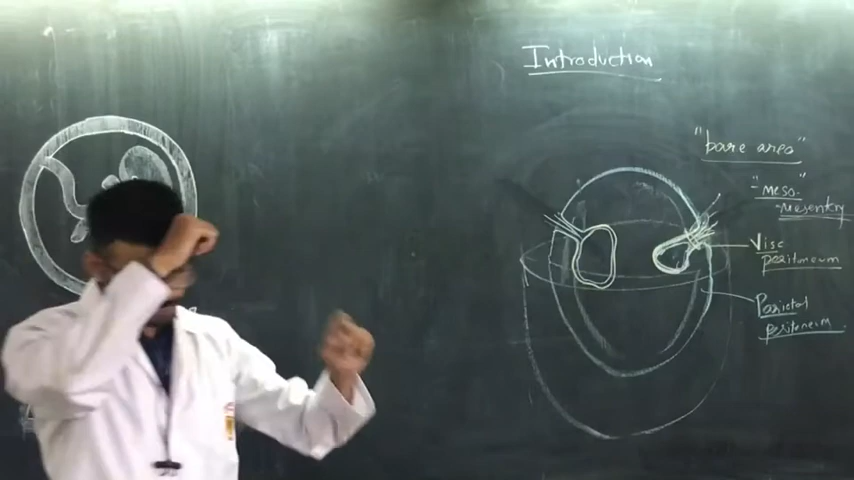 Introduction
"bare area"
"meso-"
-mesentry
Visc
peritoneum
Parietal
peritoneum